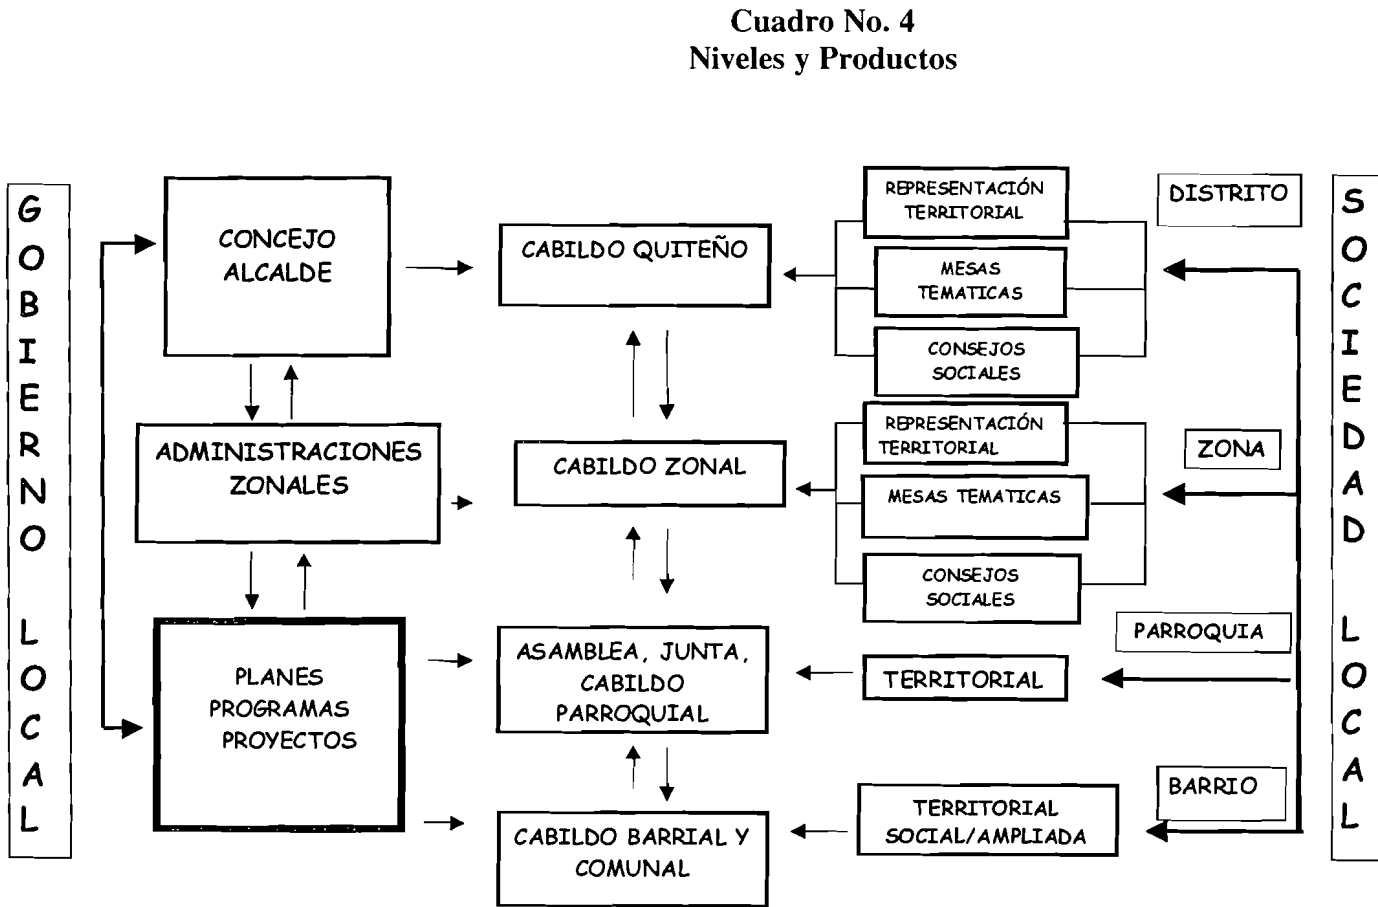 Cuadro No. 4
Niveles y Productos
GOBIERNO LOCAL
CONCEJO
ALCALDE
ADMINISTRACIONES
ZONALES
PLANES
PROGRAMAS
PROYECTOS
CABILDO QUITEÑO
CABILDO ZONAL
ASAMBLEA, JUNTA,
CABILDO
PARROQUIAL
CABILDO BARRIAL Y
COMUNAL
REPRESENTACIÓN
TERRITORIAL
MESAS
TEMATICAS
CONSEJOS
SOCIALES
REPRESENTACIÓN
TERRITORIAL
MESAS TEMATICAS
CONSEJOS
SOCIALES
TERRITORIAL
TERRITORIAL
SOCIAL/AMPLIADA
DISTRITO
ZONA
PARROQUIA
BARRIO
SOCIEDAD LOCAL